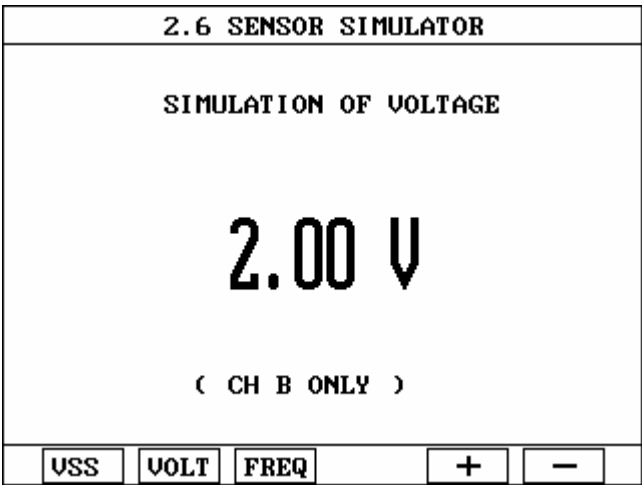 2.6 SENSOR SIMULATOR
SIMULATION OF VOLTAGE
2.00 V
( CH B ONLY )
VSS VOLT FREQ + −